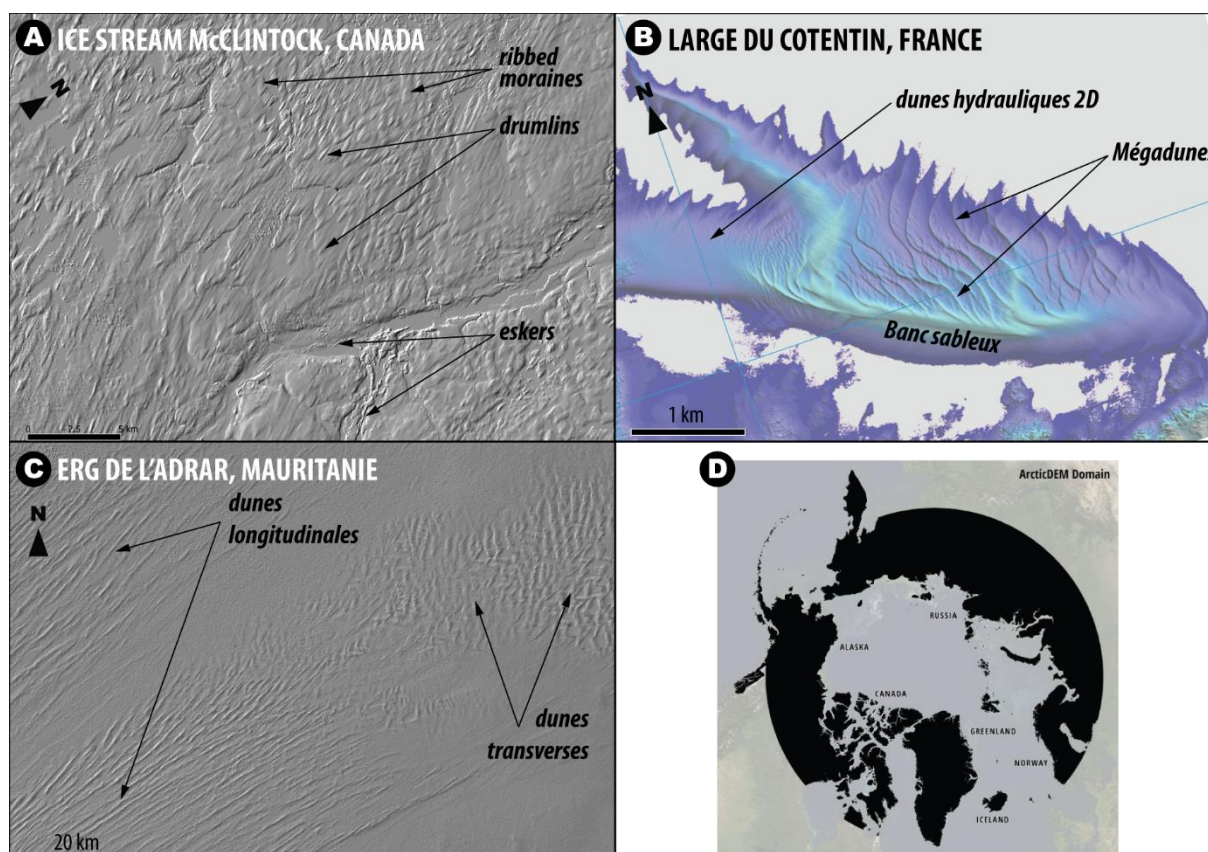 A ICE STREAM McCLINTOCK, CANADA
N
ribbed
moraines
drumlins
eskers
0 2.5 5 km
B LARGE DU COTENTIN, FRANCE
N
dunes hydrauliques 2D
Mégadunes
Banc sableux
1 km
C ERG DE L'ADRAR, MAURITANIE
N
dunes
longitudinales
dunes
transverses
20 km
D
ArcticDEM Domain
RUSSIA
ALASKA
CANADA
GREENLAND
NORWAY
ICELAND